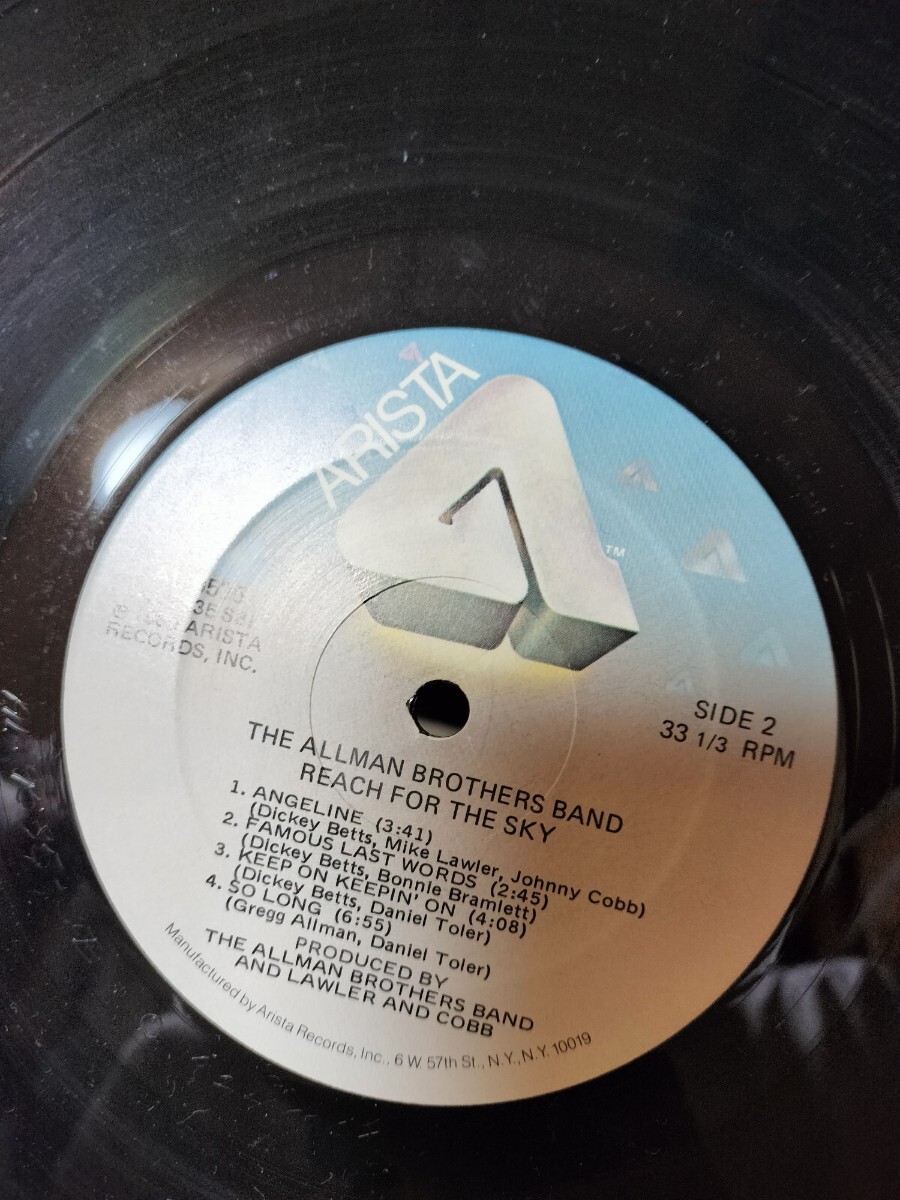 ARISTA
TM
ARISTA
RECORDS, INC.
SIDE 2
33 1/3 RPM
THE ALLMAN BROTHERS BAND
REACH FOR THE SKY
1. ANGELINE (3:41)
(Dickey Betts, Mike Lawler, Johnny Cobb)
2. FAMOUS LAST WORDS (2:45)
(Dickey Betts, Bonnie Bramlett)
3. KEEP ON KEEPIN' ON (4:08)
(Dickey Betts, Daniel Toler)
4. SO LONG (6:55)
(Gregg Allman, Daniel Toler)
PRODUCED BY
THE ALLMAN BROTHERS BAND
AND LAWLER AND COBB
Manufactured by Arista Records, Inc., 6 W. 57th St., N.Y., N.Y. 10019